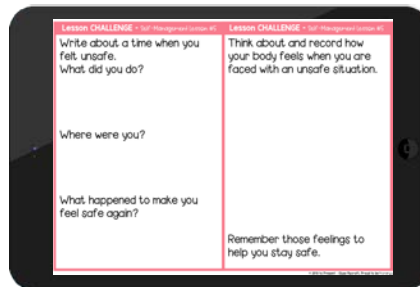 Lesson CHALLENGE - Self-Management Lesson #5
Write about a time when you
felt unsafe.
What did you do?
Where were you?
What happened to make you
feel safe again?
Lesson CHALLENGE - Self-Management Lesson #5
Think about and record how
your body feels when you are
faced with an unsafe situation.
Remember those feelings to
help you stay safe.